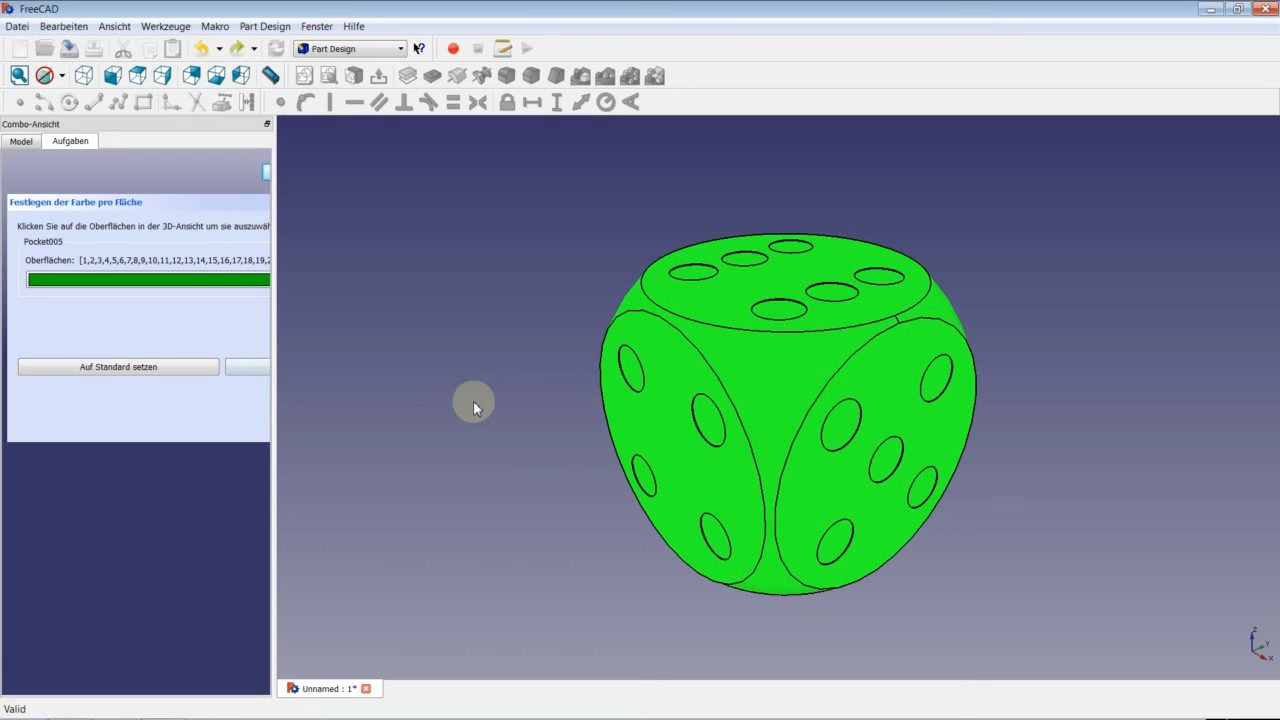 FreeCAD
Datei Bearbeiten Ansicht Werkzeuge Makro Part Design Fenster Hilfe
Part Design
Combo-Ansicht
Model Aufgaben
Festlegen der Farbe pro Fläche
Klicken Sie auf die Oberflächen in der 3D-Ansicht um sie auszuwäh
Pocket005
Oberflächen: [1,2,3,4,5,6,7,8,9,10,11,12,13,14,15,16,17,18,19,2
Auf Standard setzen
Z
Y
X
Unnamed : 1*
Valid